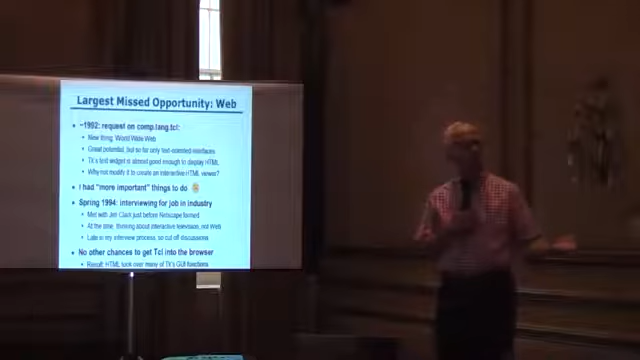 Largest Missed Opportunity: Web
• ~1992: request on comp.lang.tcl:
• New thing: World Wide Web
• Great potential, but so far only text-oriented interfaces
• Tk's text widget is almost good enough to display HTML
• Why not modify it to create an interactive HTML viewer?
• I had "more important" things to do ☹
• Spring 1994: interviewing for job in industry
• Met with Jim Clark just before Netscape formed
• At the time, thinking about interactive television, not Web
• Late in my interview process, so cut off discussions
• No other chances to get Tcl into the browser
• Result: HTML took over many of Tk's GUI functions